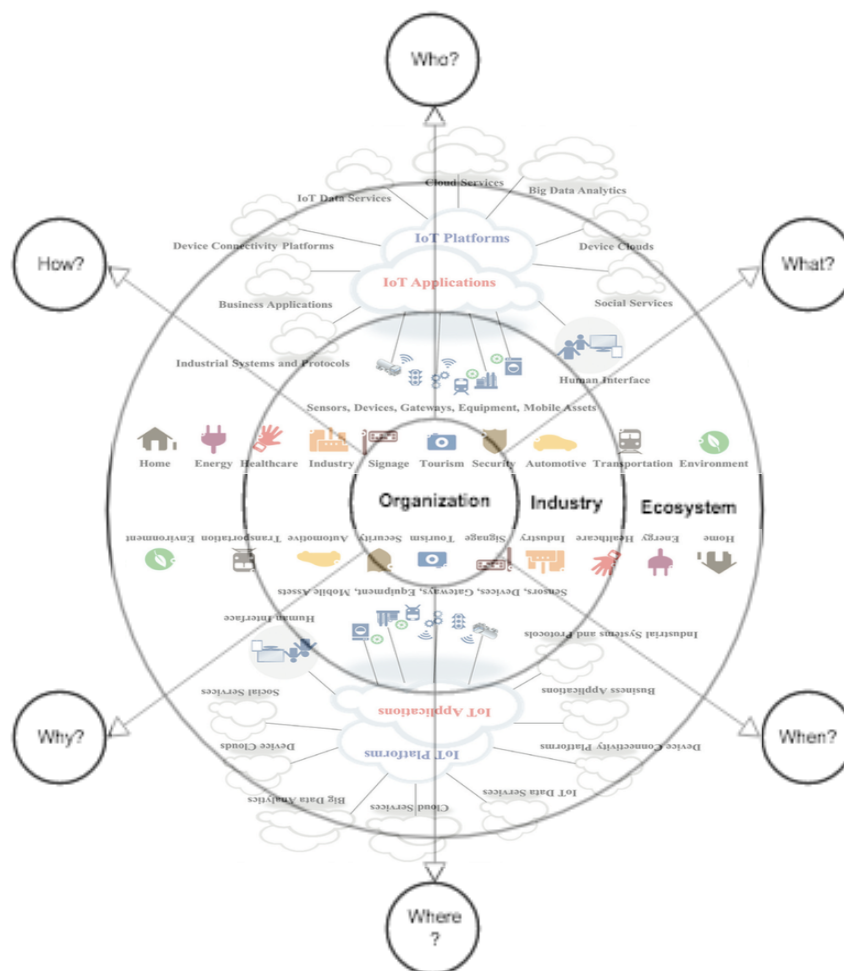 Who?
Cloud Services
Big Data Analytics
IoT Data Services
IoT Platforms
Device Connectivity Platforms
Device Clouds
How?
What?
IoT Applications
Business Applications
Social Services
Industrial Systems and Protocols
Human Interface
Sensors, Devices, Gateways, Equipment, Mobile Assets
Home Energy Healthcare Industry Signage Tourism Security Automotive Transportation Environment
Organization Industry Ecosystem
Environment Transportation Automotive Security Tourism Signage Industry Healthcare Energy Home
Sensors, Devices, Gateways, Equipment, Mobile Assets
Human Interface
Industrial Systems and Protocols
Social Services
Business Applications
IoT Applications
Why?
When?
Device Clouds
IoT Platforms
Device Connectivity Platforms
Big Data Analytics
Cloud Services
IoT Data Services
Where
?